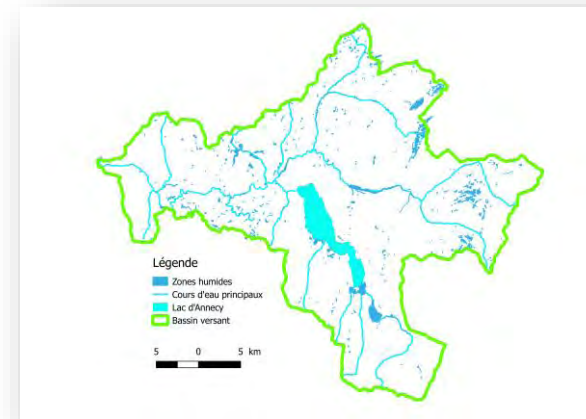 Légende
Zones humides
Cours d'eau principaux
Lac d'Annecy
Bassin versant
5 0 5 km